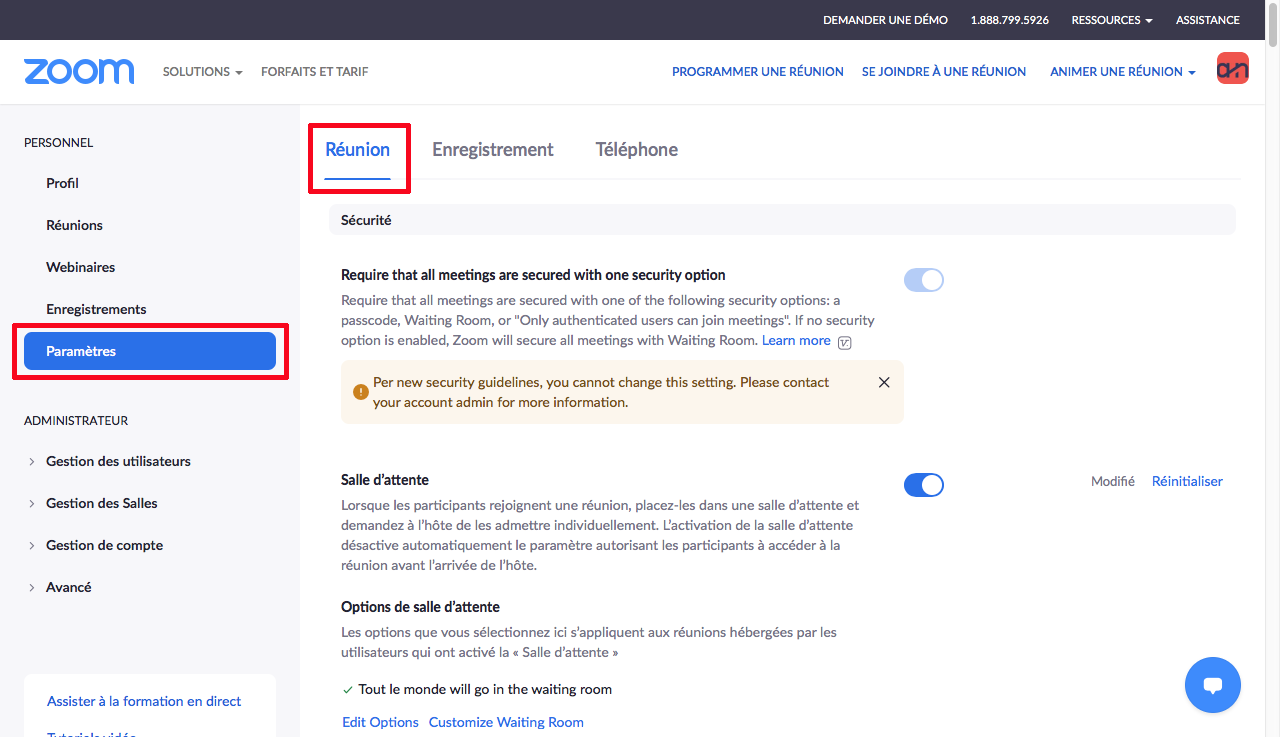 DEMANDER UNE DÉMO 1.888.799.5926 RESSOURCES ASSISTANCE
zoom SOLUTIONS FORFAITS ET TARIF PROGRAMMER UNE RÉUNION SE JOINDRE À UNE RÉUNION ANIMER UNE RÉUNION
PERSONNEL
Profil
Réunions
Webinaires
Enregistrements
Paramètres
ADMINISTRATEUR
Gestion des utilisateurs
Gestion des Salles
Gestion de compte
Avancé
Assister à la formation en direct
Tutoriels vidéo
Réunion Enregistrement Téléphone
Sécurité
Require that all meetings are secured with one security option
Require that all meetings are secured with one of the following security options: a
passcode, Waiting Room, or "Only authenticated users can join meetings". If no security
option is enabled, Zoom will secure all meetings with Waiting Room. Learn more
Per new security guidelines, you cannot change this setting. Please contact
your account admin for more information.
Salle d’attente Modifié Réinitialiser
Lorsque les participants rejoignent une réunion, placez-les dans une salle d’attente et
demandez à l’hôte de les admettre individuellement. L’activation de la salle d’attente
désactive automatiquement le paramètre autorisant les participants à accéder à la
réunion avant l’arrivée de l’hôte.
Options de salle d’attente
Les options que vous sélectionnez ici s’appliquent aux réunions hébergées par les
utilisateurs qui ont activé la « Salle d’attente »
Tout le monde will go in the waiting room
Edit Options Customize Waiting Room